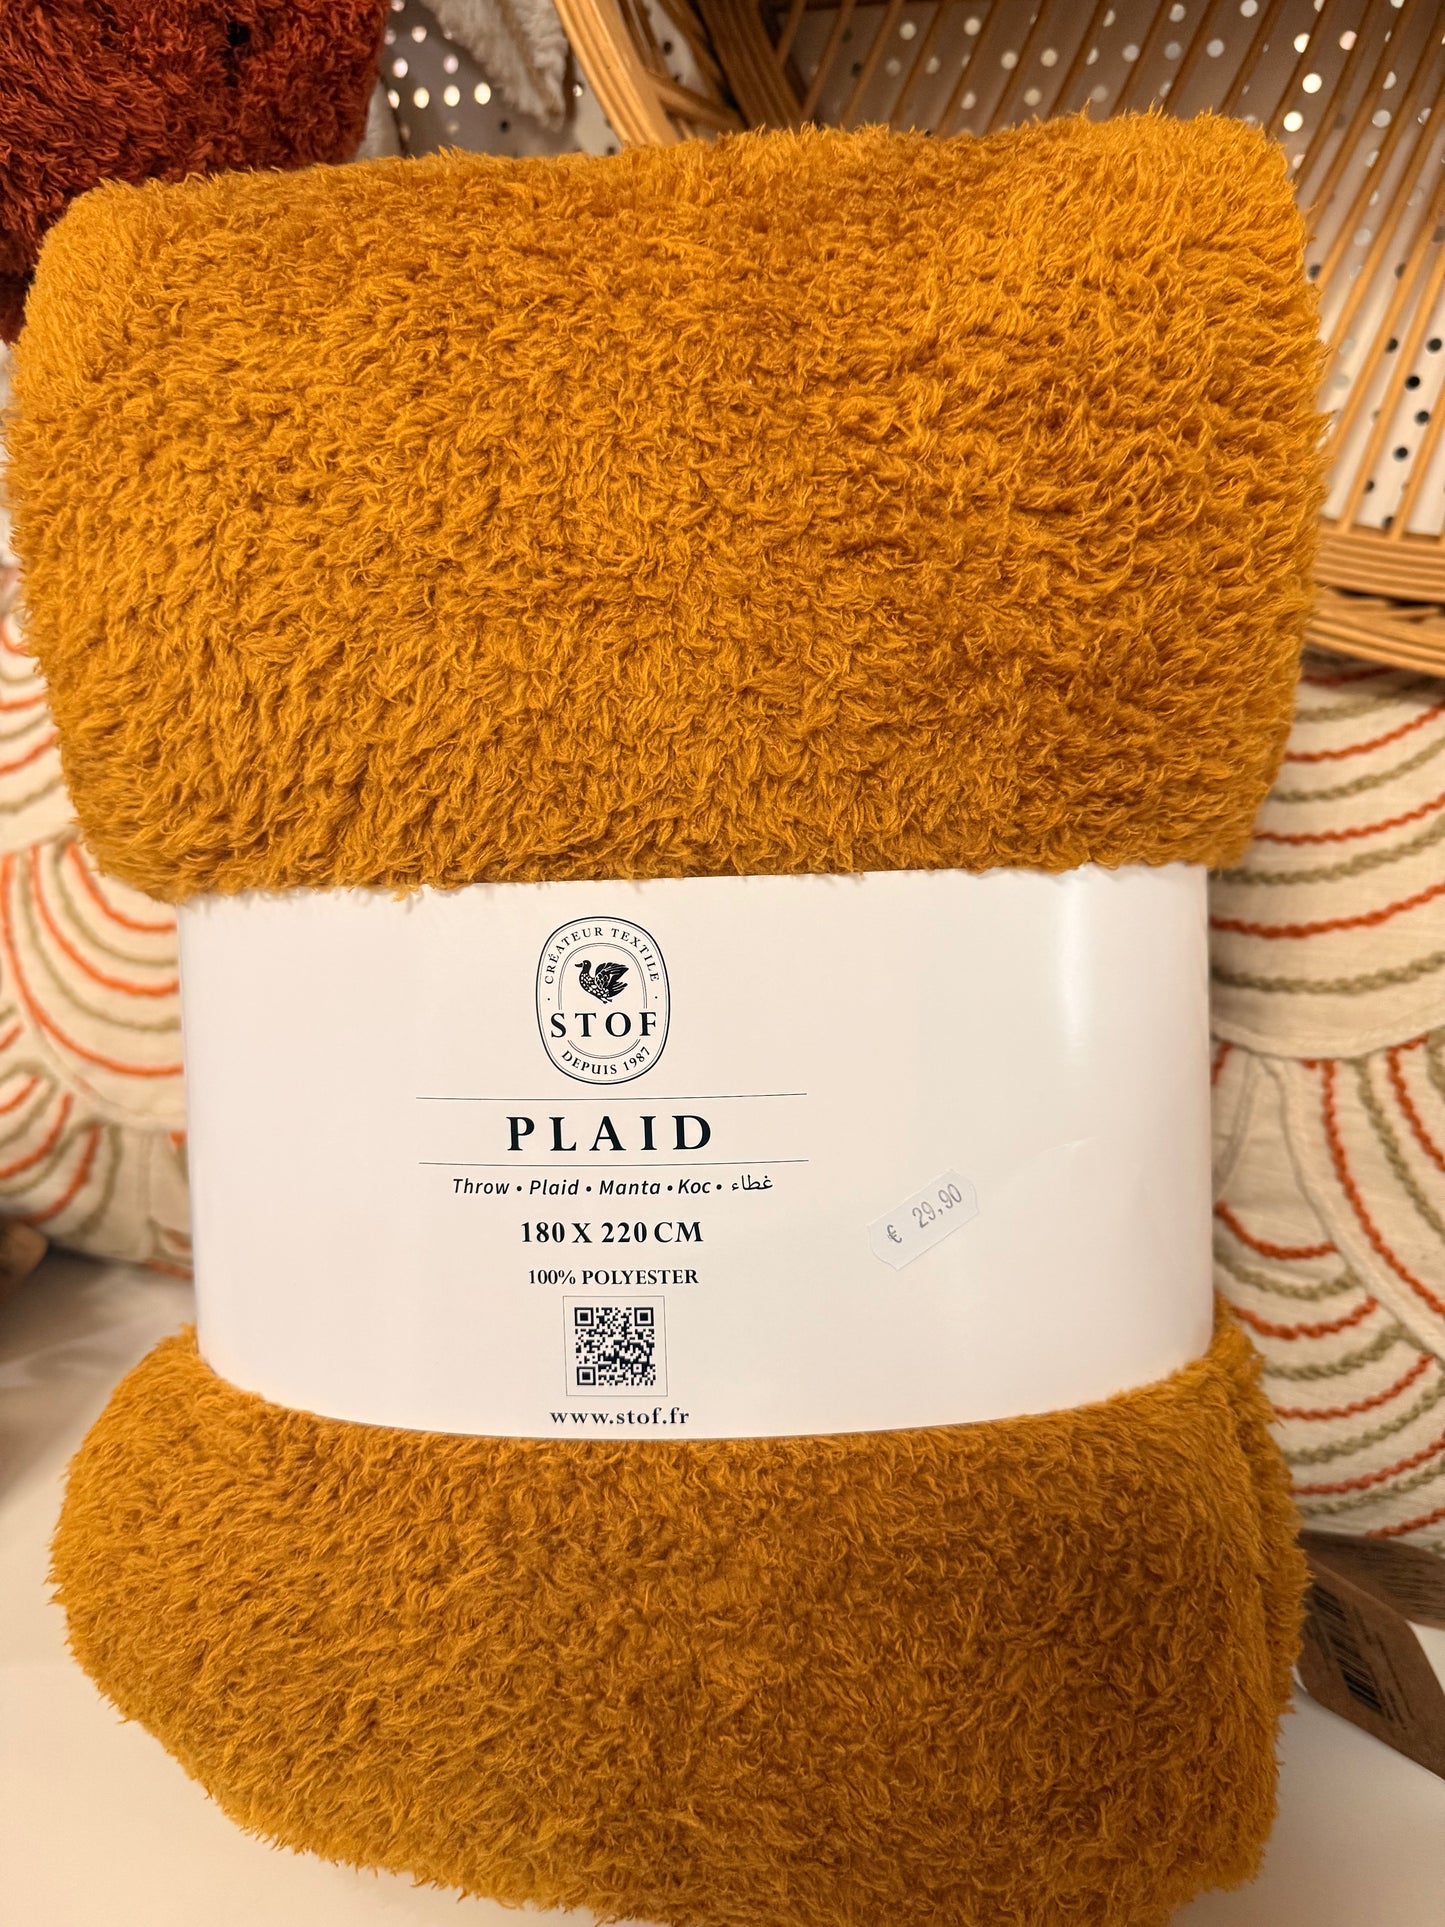 CRÉATEUR TEXTILE
STOF
DEPUIS 1987
PLAID
Throw • Plaid • Manta • Koc • غطاء
180 X 220 CM
€ 29,90
100% POLYESTER
www.stof.fr